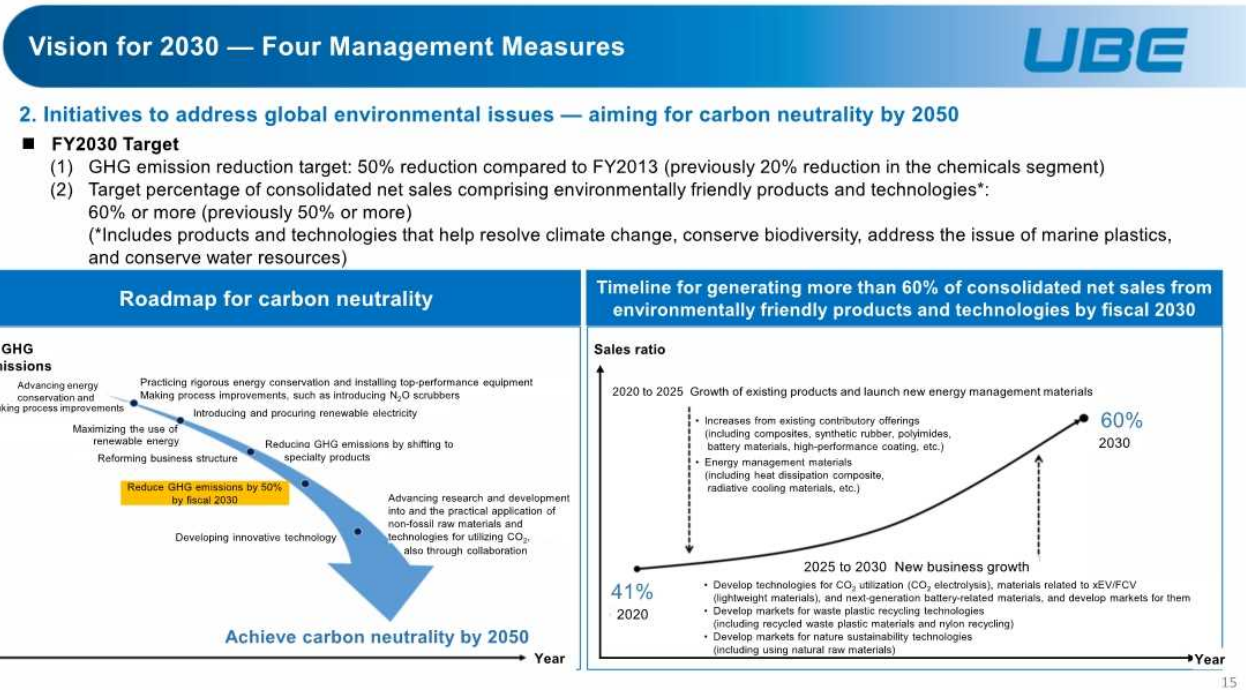 Vision for 2030 — Four Management Measures
UBE
2. Initiatives to address global environmental issues — aiming for carbon neutrality by 2050
■ FY2030 Target
(1) GHG emission reduction target: 50% reduction compared to FY2013 (previously 20% reduction in the chemicals segment)
(2) Target percentage of consolidated net sales comprising environmentally friendly products and technologies*:
60% or more (previously 50% or more)
(*Includes products and technologies that help resolve climate change, conserve biodiversity, address the issue of marine plastics,
and conserve water resources)
Roadmap for carbon neutrality
GHG
issions
Advancing energy
conservation and
king process improvements
Practicing rigorous energy conservation and installing top-performance equipment
Making process improvements, such as introducing N₂O scrubbers
Introducing and procuring renewable electricity
Maximizing the use of
renewable energy
Reforming business structure
Reducing GHG emissions by shifting to
specialty products
Reduce GHG emissions by 50%
by fiscal 2030
Advancing research and development
into and the practical application of
non-fossil raw materials and
technologies for utilizing CO₂,
also through collaboration
Developing innovative technology
Achieve carbon neutrality by 2050
Year
Timeline for generating more than 60% of consolidated net sales from
environmentally friendly products and technologies by fiscal 2030
Sales ratio
2020 to 2025 Growth of existing products and launch new energy management materials
• Increases from existing contributory offerings
(including composites, synthetic rubber, polyimides,
battery materials, high-performance coating, etc.)
• Energy management materials
(including heat dissipation composite,
radiative cooling materials, etc.)
60%
2030
41%
2020
2025 to 2030 New business growth
• Develop technologies for CO₂ utilization (CO₂ electrolysis), materials related to xEV/FCV
(lightweight materials), and next-generation battery-related materials, and develop markets for them
• Develop markets for waste plastic recycling technologies
(including recycled waste plastic materials and nylon recycling)
• Develop markets for nature sustainability technologies
(including using natural raw materials)
Year
15